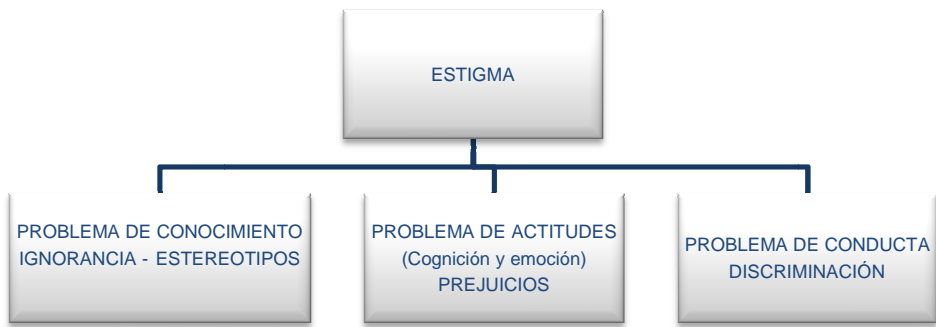 ESTIGMA
PROBLEMA DE CONOCIMIENTO
IGNORANCIA - ESTEREOTIPOS
PROBLEMA DE ACTITUDES
(Cognición y emoción)
PREJUICIOS
PROBLEMA DE CONDUCTA
DISCRIMINACIÓN